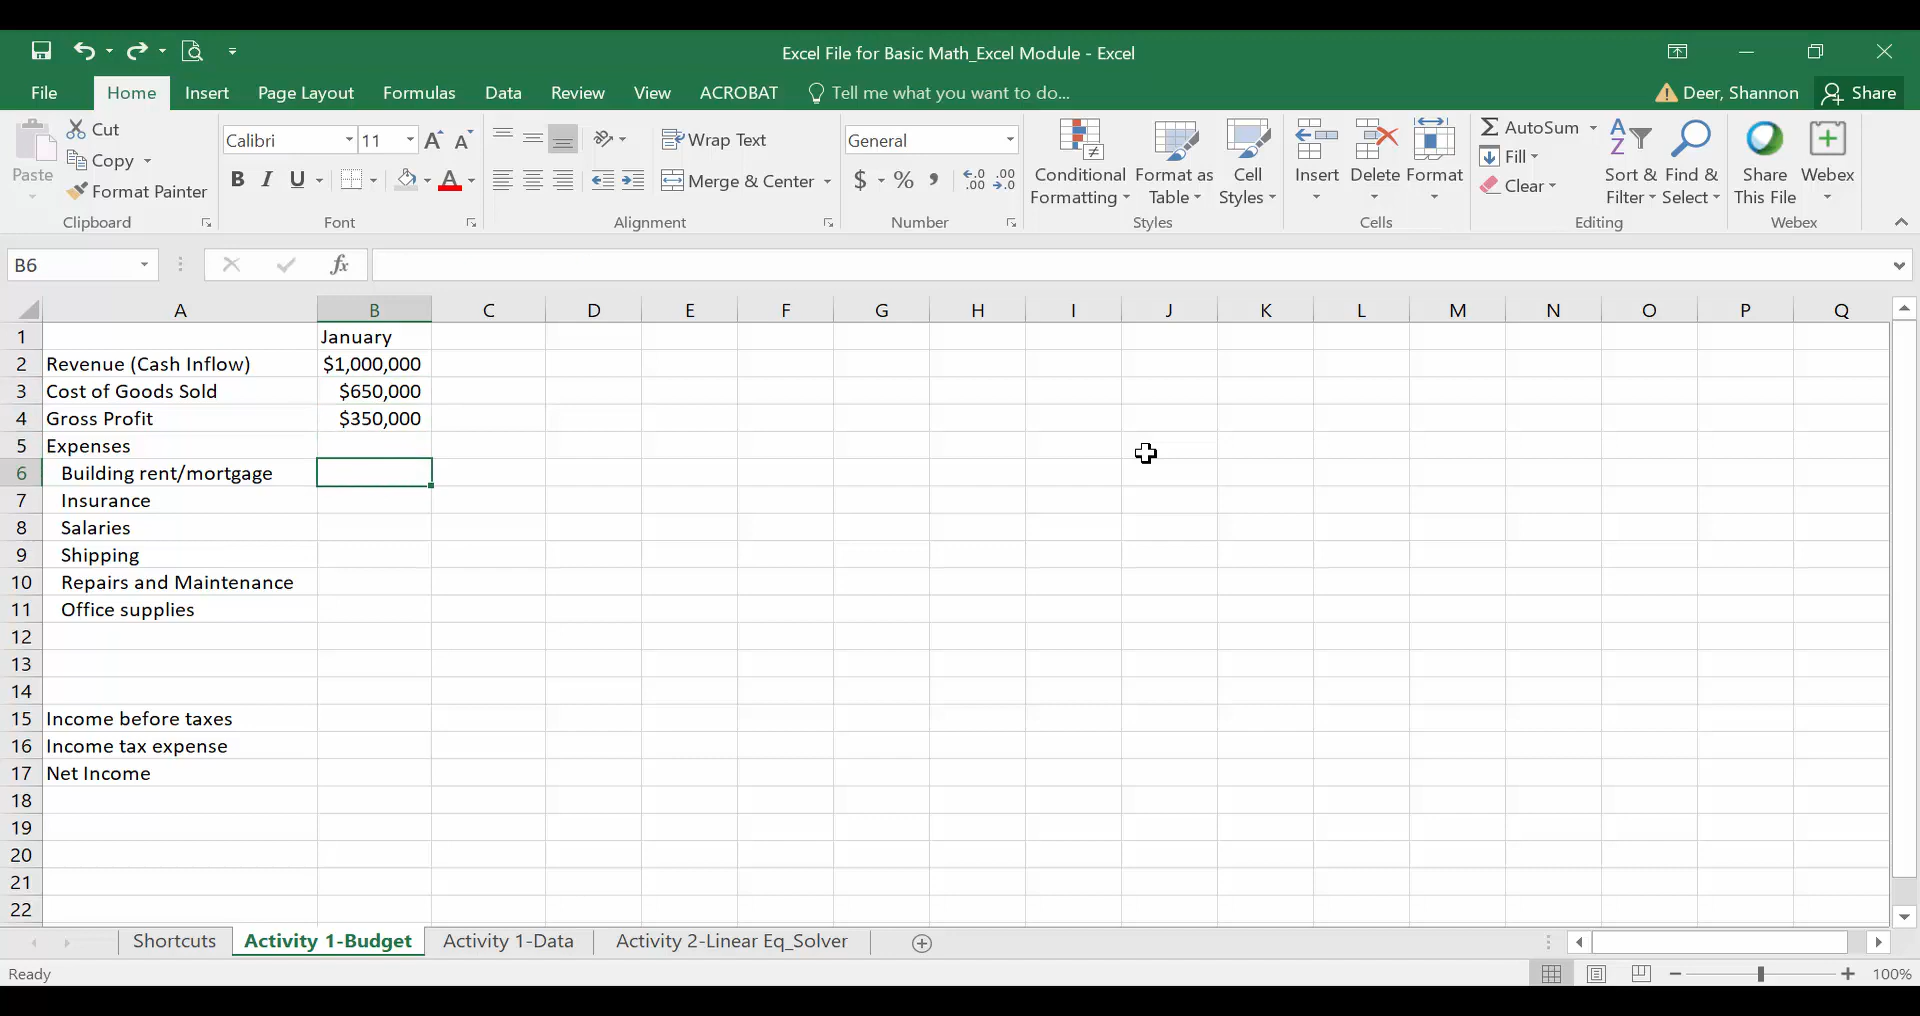 Excel File for Basic Math_Excel Module - Excel
File Home Insert Page Layout Formulas Data Review View ACROBAT Tell me what you want to do... Deer, Shannon Share
Paste
Cut
Copy
Format Painter
Clipboard
Calibri 11 A A
B I U A
Font
Wrap Text
Merge & Center
Alignment
General
$ % , .0 .00 .00 .0
Number
Conditional Formatting
Format as Table
Cell Styles
Styles
Insert Delete Format
Cells
AutoSum
Fill
Clear
Sort & Filter
Find & Select
Editing
Share This File
Webex
Webex
B6 fx
A B C D E F G H I J K L M N O P Q
1 January
2 Revenue (Cash Inflow) $1,000,000
3 Cost of Goods Sold $650,000
4 Gross Profit $350,000
5 Expenses
6 Building rent/mortgage
7 Insurance
8 Salaries
9 Shipping
10 Repairs and Maintenance
11 Office supplies
12
13
14
15 Income before taxes
16 Income tax expense
17 Net Income
18
19
20
21
22
Shortcuts Activity 1-Budget Activity 1-Data Activity 2-Linear Eq_Solver
Ready 100%